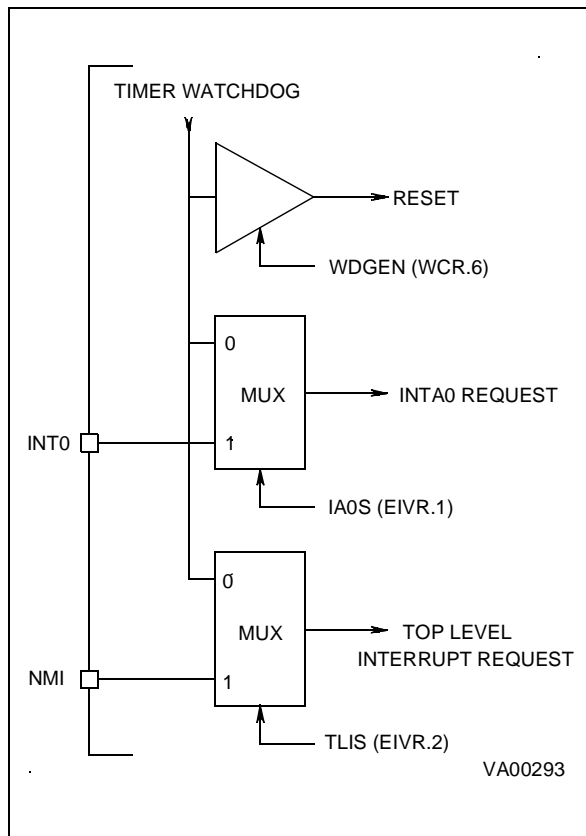 TIMER WATCHDOG
RESET
WDGEN (WCR.6)
0
MUX
INTA0 REQUEST
INT0
1
IA0S (EIVR.1)
0
MUX
TOP LEVEL
INTERRUPT REQUEST
NMI
1
TLIS (EIVR.2)
VA00293